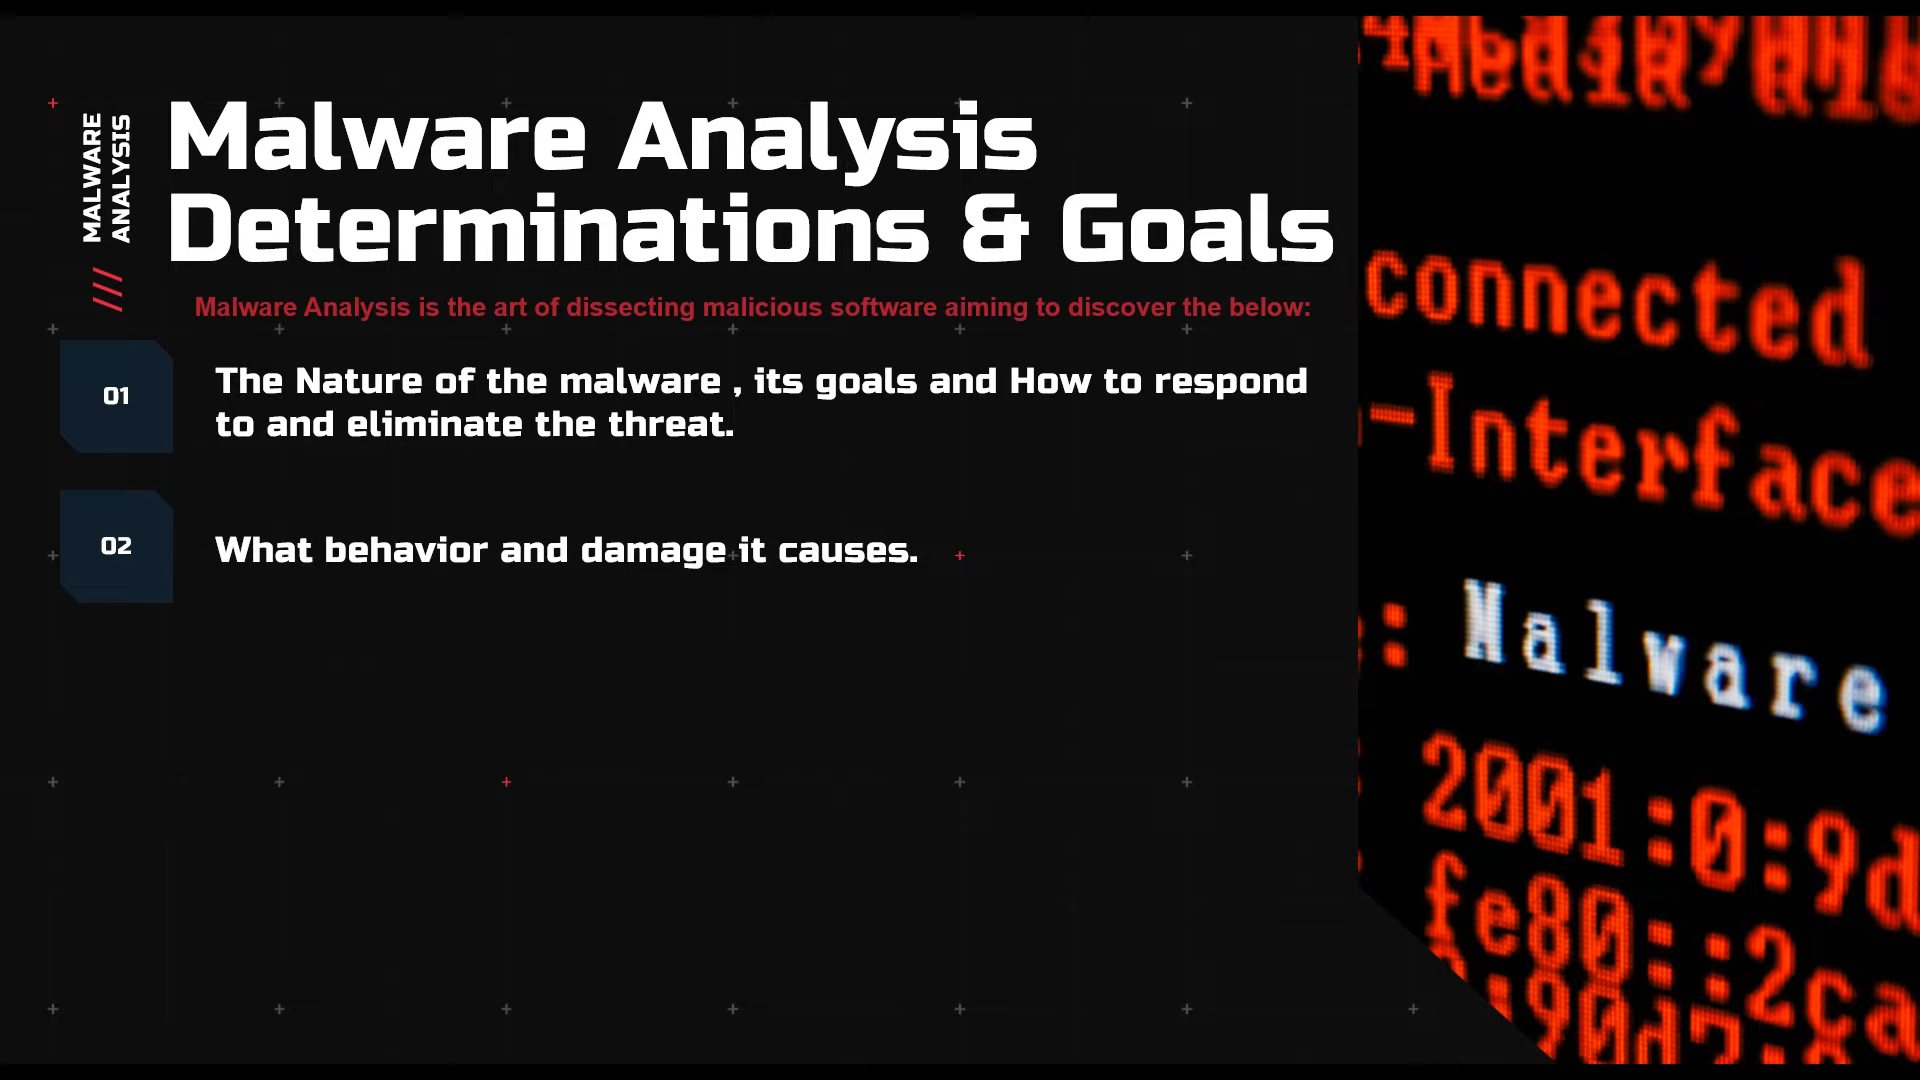 MALWARE
ANALYSIS
Malware Analysis
Determinations & Goals
Malware Analysis is the art of dissecting malicious software aiming to discover the below:
01
The Nature of the malware , its goals and How to respond
to and eliminate the threat.
02
What behavior and damage it causes.
connected
-Interface
: Malware
2001:0:9d
fe80::2ca